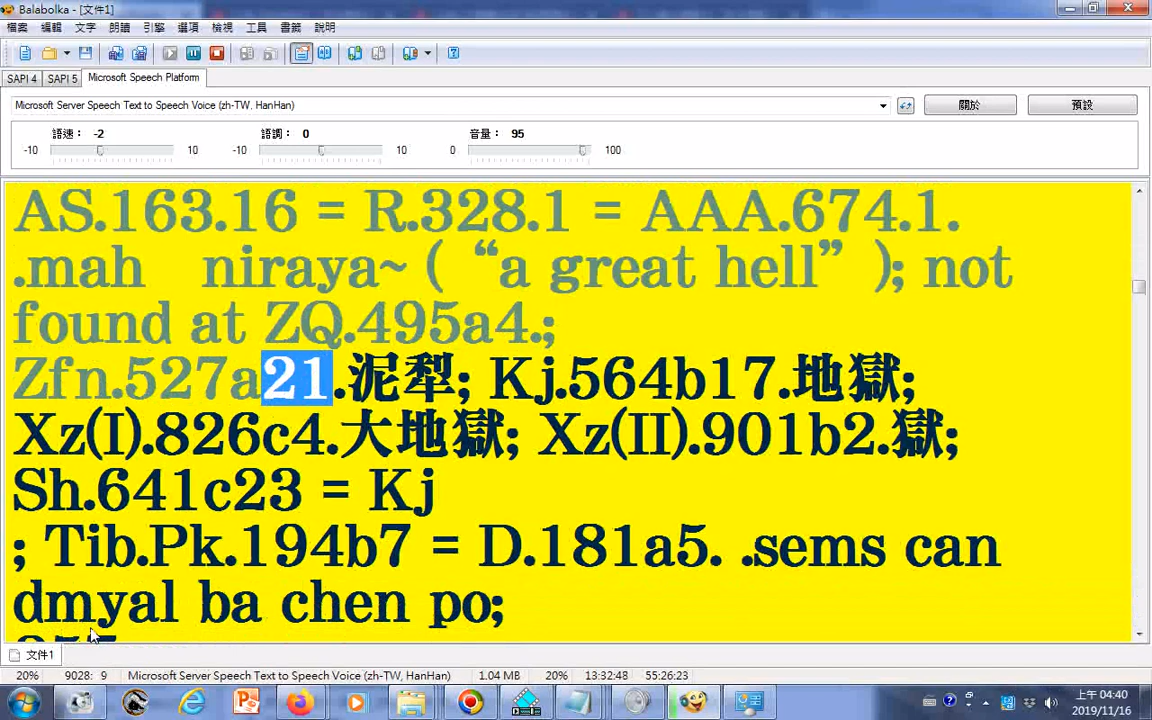 Balabolka - [文件1]
檔案 編輯 文字 朗讀 引擎 選項 檢視 工具 書籤 說明
SAPI 4 SAPI 5 Microsoft Speech Platform
Microsoft Server Speech Text to Speech Voice (zh-TW, HanHan) 關於 預設
語速： -2 語調： 0 音量： 95
-10 10 -10 10 0 100
AS.163.16 = R.328.1 = AAA.674.1.
.mah niraya~ (“a great hell”); not
found at ZQ.495a4.;
Zfn.527a21.泥犁; Kj.564b17.地獄;
Xz(I).826c4.大地獄; Xz(II).901b2.獄;
Sh.641c23 = Kj
; Tib.Pk.194b7 = D.181a5. .sems can
dmyal ba chen po;
文件1
20% 9028: 9 Microsoft Server Speech Text to Speech Voice (zh-TW, HanHan) 1.04 MB 20% 13:32:48 55:26:23
上午 04:40
2019/11/16